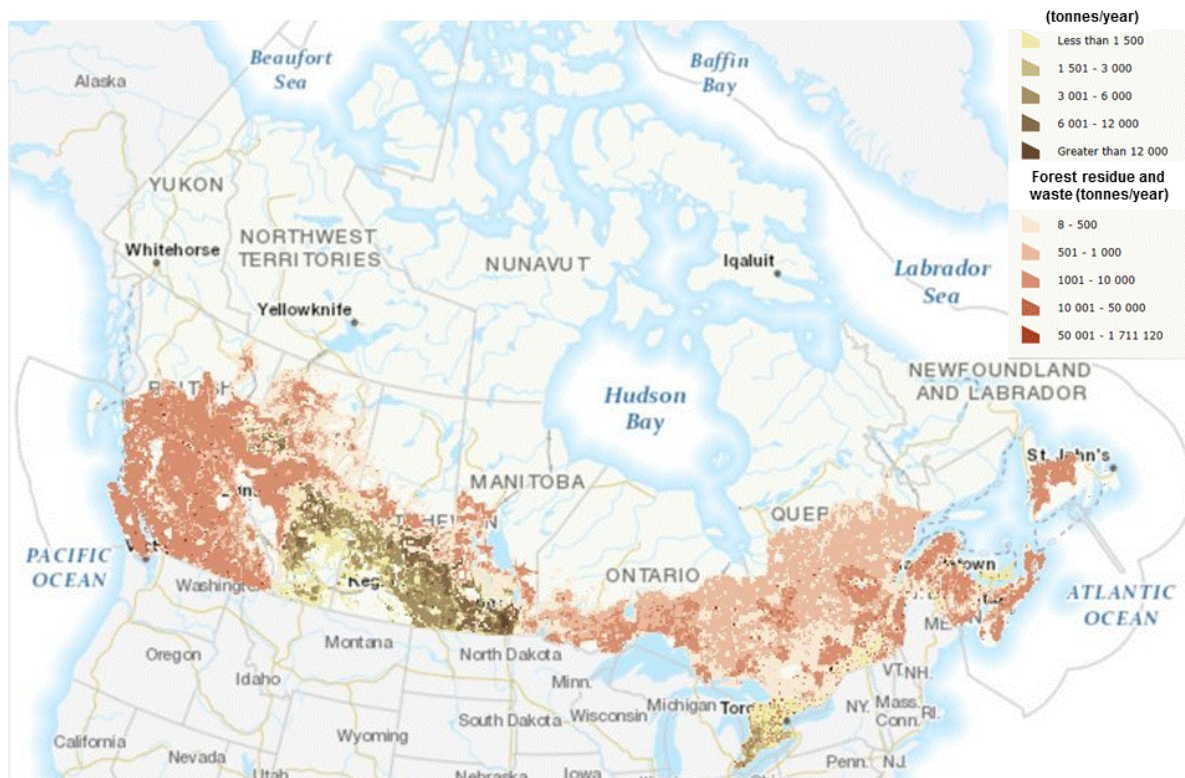 (tonnes/year)
Less than 1 500
1 501 - 3 000
3 001 - 6 000
6 001 - 12 000
Greater than 12 000
Forest residue and
waste (tonnes/year)
8 - 500
501 - 1 000
1001 - 10 000
10 001 - 50 000
50 001 - 1 711 120
Beaufort
Sea
Baffin
Bay
Alaska
YUKON
Whitehorse
NORTHWEST
TERRITORIES
NUNAVUT
Iqaluit
Labrador
Sea
Yellowknife
NEWFOUNDLAND
AND LABRADOR
Hudson
Bay
St. John's
MANITOBA
ONTARIO
PACIFIC
OCEAN
ATLANTIC
OCEAN
Montana
North Dakota
Oregon
Idaho
Minn.
VT.
NH.
Michigan
NY.
Mass.
Conn.
RI.
South Dakota
Wisconsin
Wyoming
California
Nevada
Penn.
NJ.
Utah
Nebraska
Iowa